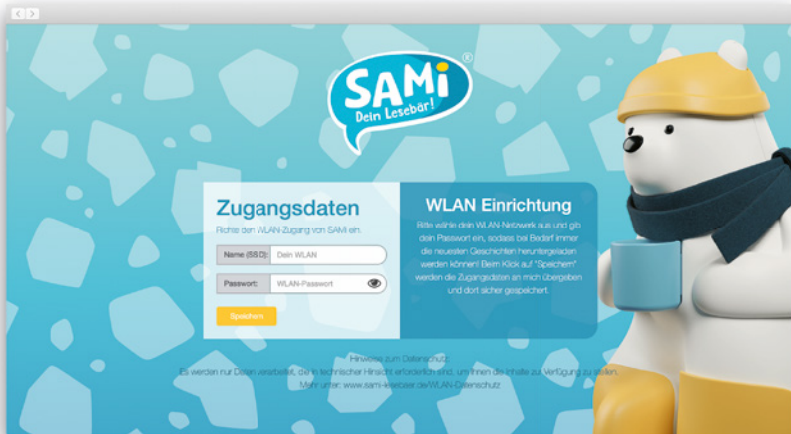 SAMi®
Dein Lesebär!
Zugangsdaten
Richte den WLAN-Zugang von SAMi ein.
Name (SSID): Dein WLAN
Passwort: WLAN-Passwort
Speichern
WLAN Einrichtung
Bitte wähle dein WLAN-Netzwerk aus und gib
dein Passwort ein, sodass bei Bedarf immer
die neuesten Geschichten heruntergeladen
werden können! Beim Klick auf "Speichern"
werden die Zugangsdaten an mich übergeben
und dort sicher gespeichert.
Hinweise zum Datenschutz:
Es werden nur Daten verarbeitet, die in technischer Hinsicht erforderlich sind, um Ihnen die Inhalte zur Verfügung zu stellen.
Mehr unter: www.sami-lesebaer.de/WLAN-Datenschutz